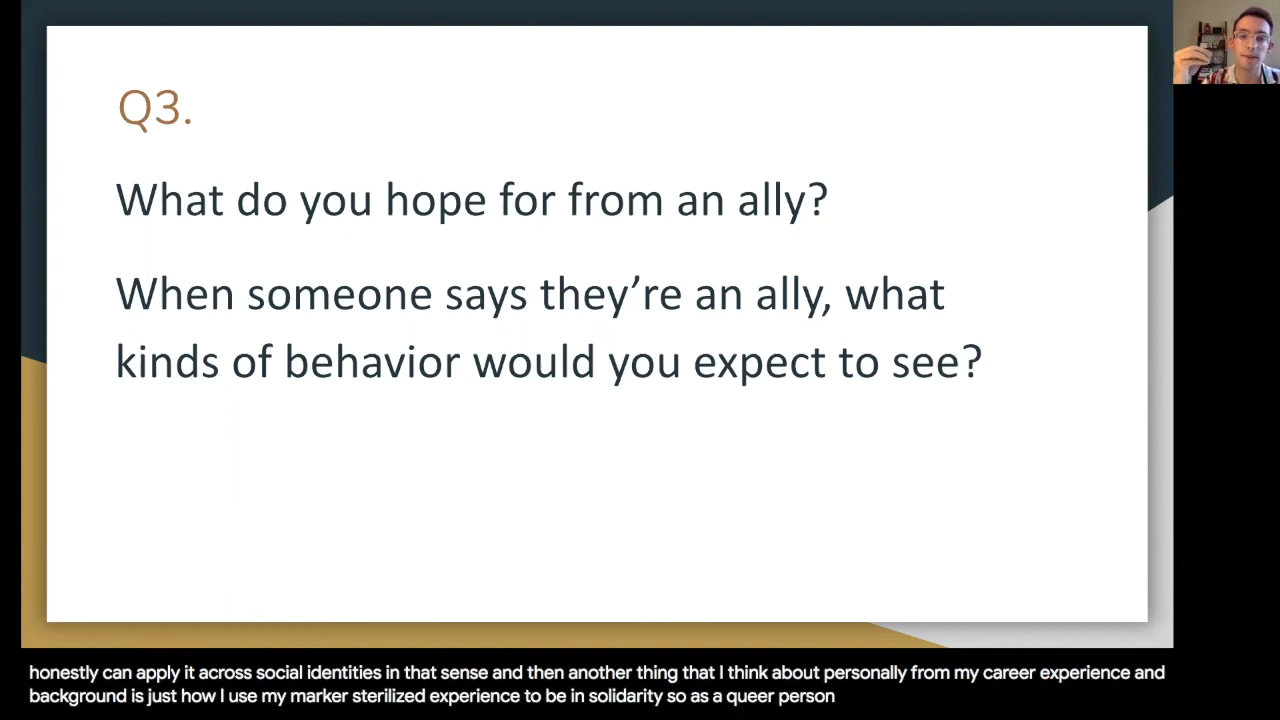 Q3.
What do you hope for from an ally?
When someone says they’re an ally, what
kinds of behavior would you expect to see?
honestly can apply it across social identities in that sense and then another thing that I think about personally from my career experience and
background is just how I use my marker sterilized experience to be in solidarity so as a queer person